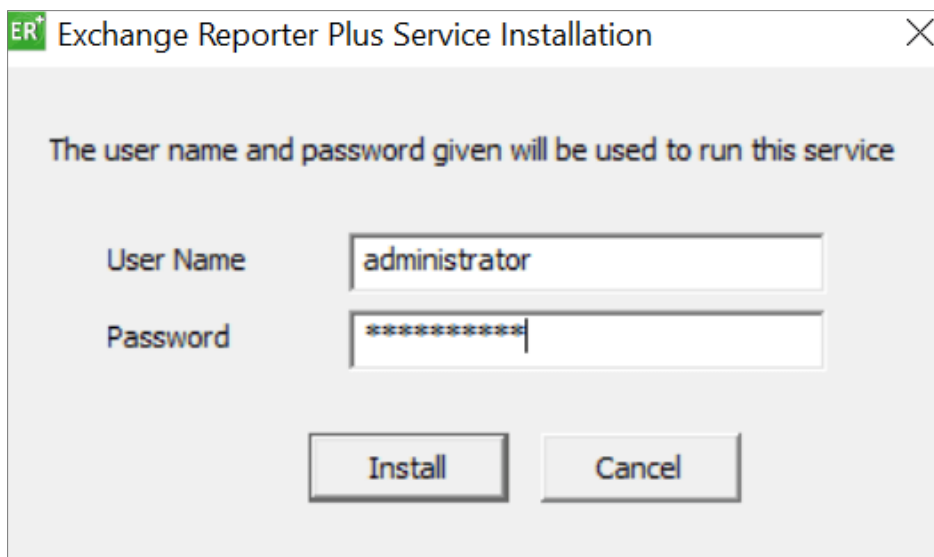 ER+ Exchange Reporter Plus Service Installation
The user name and password given will be used to run this service
User Name administrator
Password **********
Install Cancel